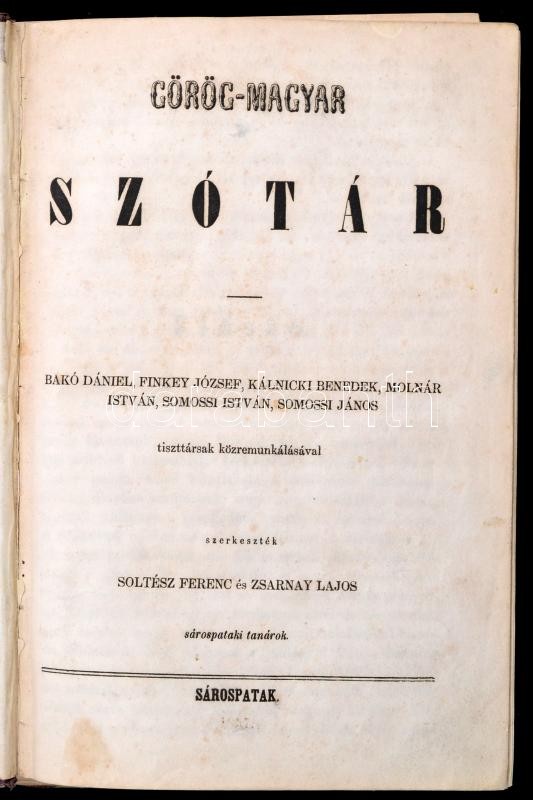 GÖRÖG-MAGYAR
SZÓTÁR
BAKÓ DÁNIEL, FINKEY JÓZSEF, KÁLNICKI BENEDEK, MOLNÁR
ISTVÁN, SOMOSSI ISTVÁN, SOMOSSI JÁNOS
darabanth
tiszttársak közremunkálásával
szerkeszték
SOLTÉSZ FERENC és ZSARNAY LAJOS
sárospataki tanárok.
SÁROSPATAK.